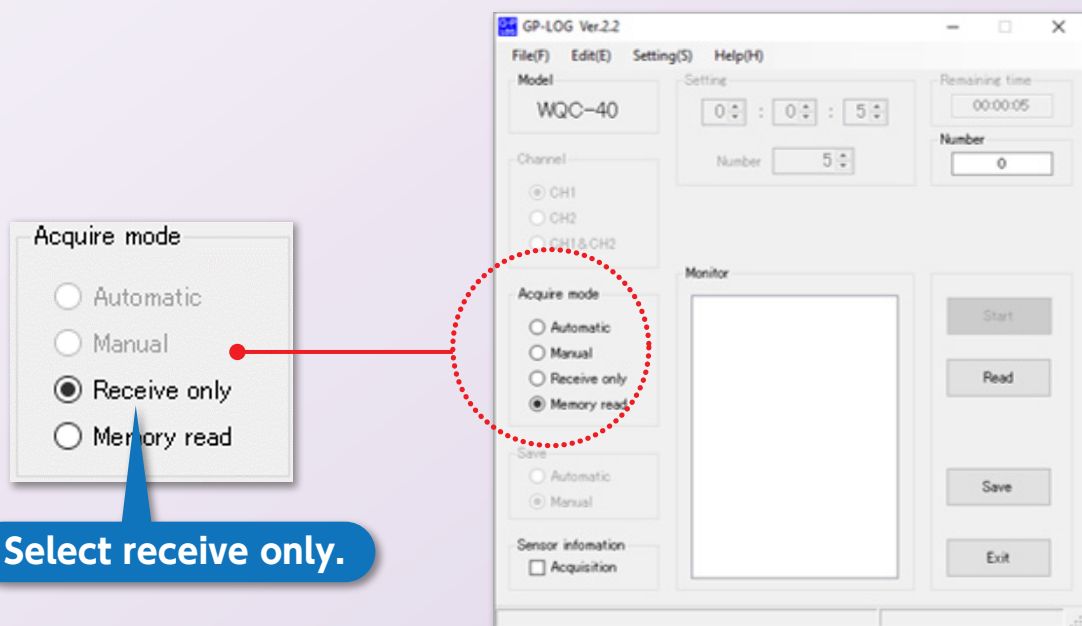 Acquire mode
Automatic
Manual
Receive only
Memory read
Select receive only.
G-P LOG
GP-LOG Ver.2.2
File(F) Edit(E) Setting(S) Help(H)
Model
WQC-40
Setting
0 : 0 : 5
Number 5
Remaining time
00:00:05
Number
0
Channel
CH1
CH2
CH1&CH2
Acquire mode
Automatic
Manual
Receive only
Memory read
Save
Automatic
Manual
Sensor infomation
Acquisition
Monitor
Start
Read
Save
Exit